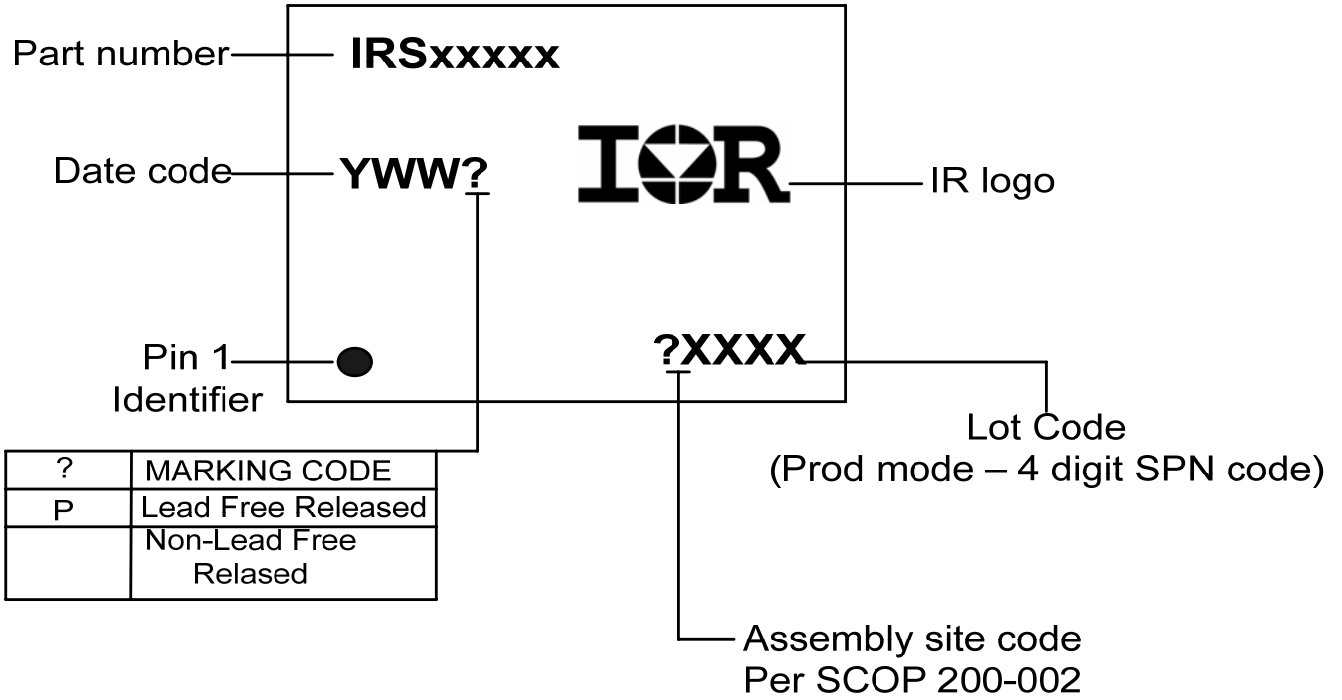 Part number
IRSxxxxx
Date code
YWW?
IOR
IR logo
Pin 1
Identifier
?XXXX
Lot Code
(Prod mode – 4 digit SPN code)
? MARKING CODE
P Lead Free Released
Non-Lead Free
Relased
Assembly site code
Per SCOP 200-002